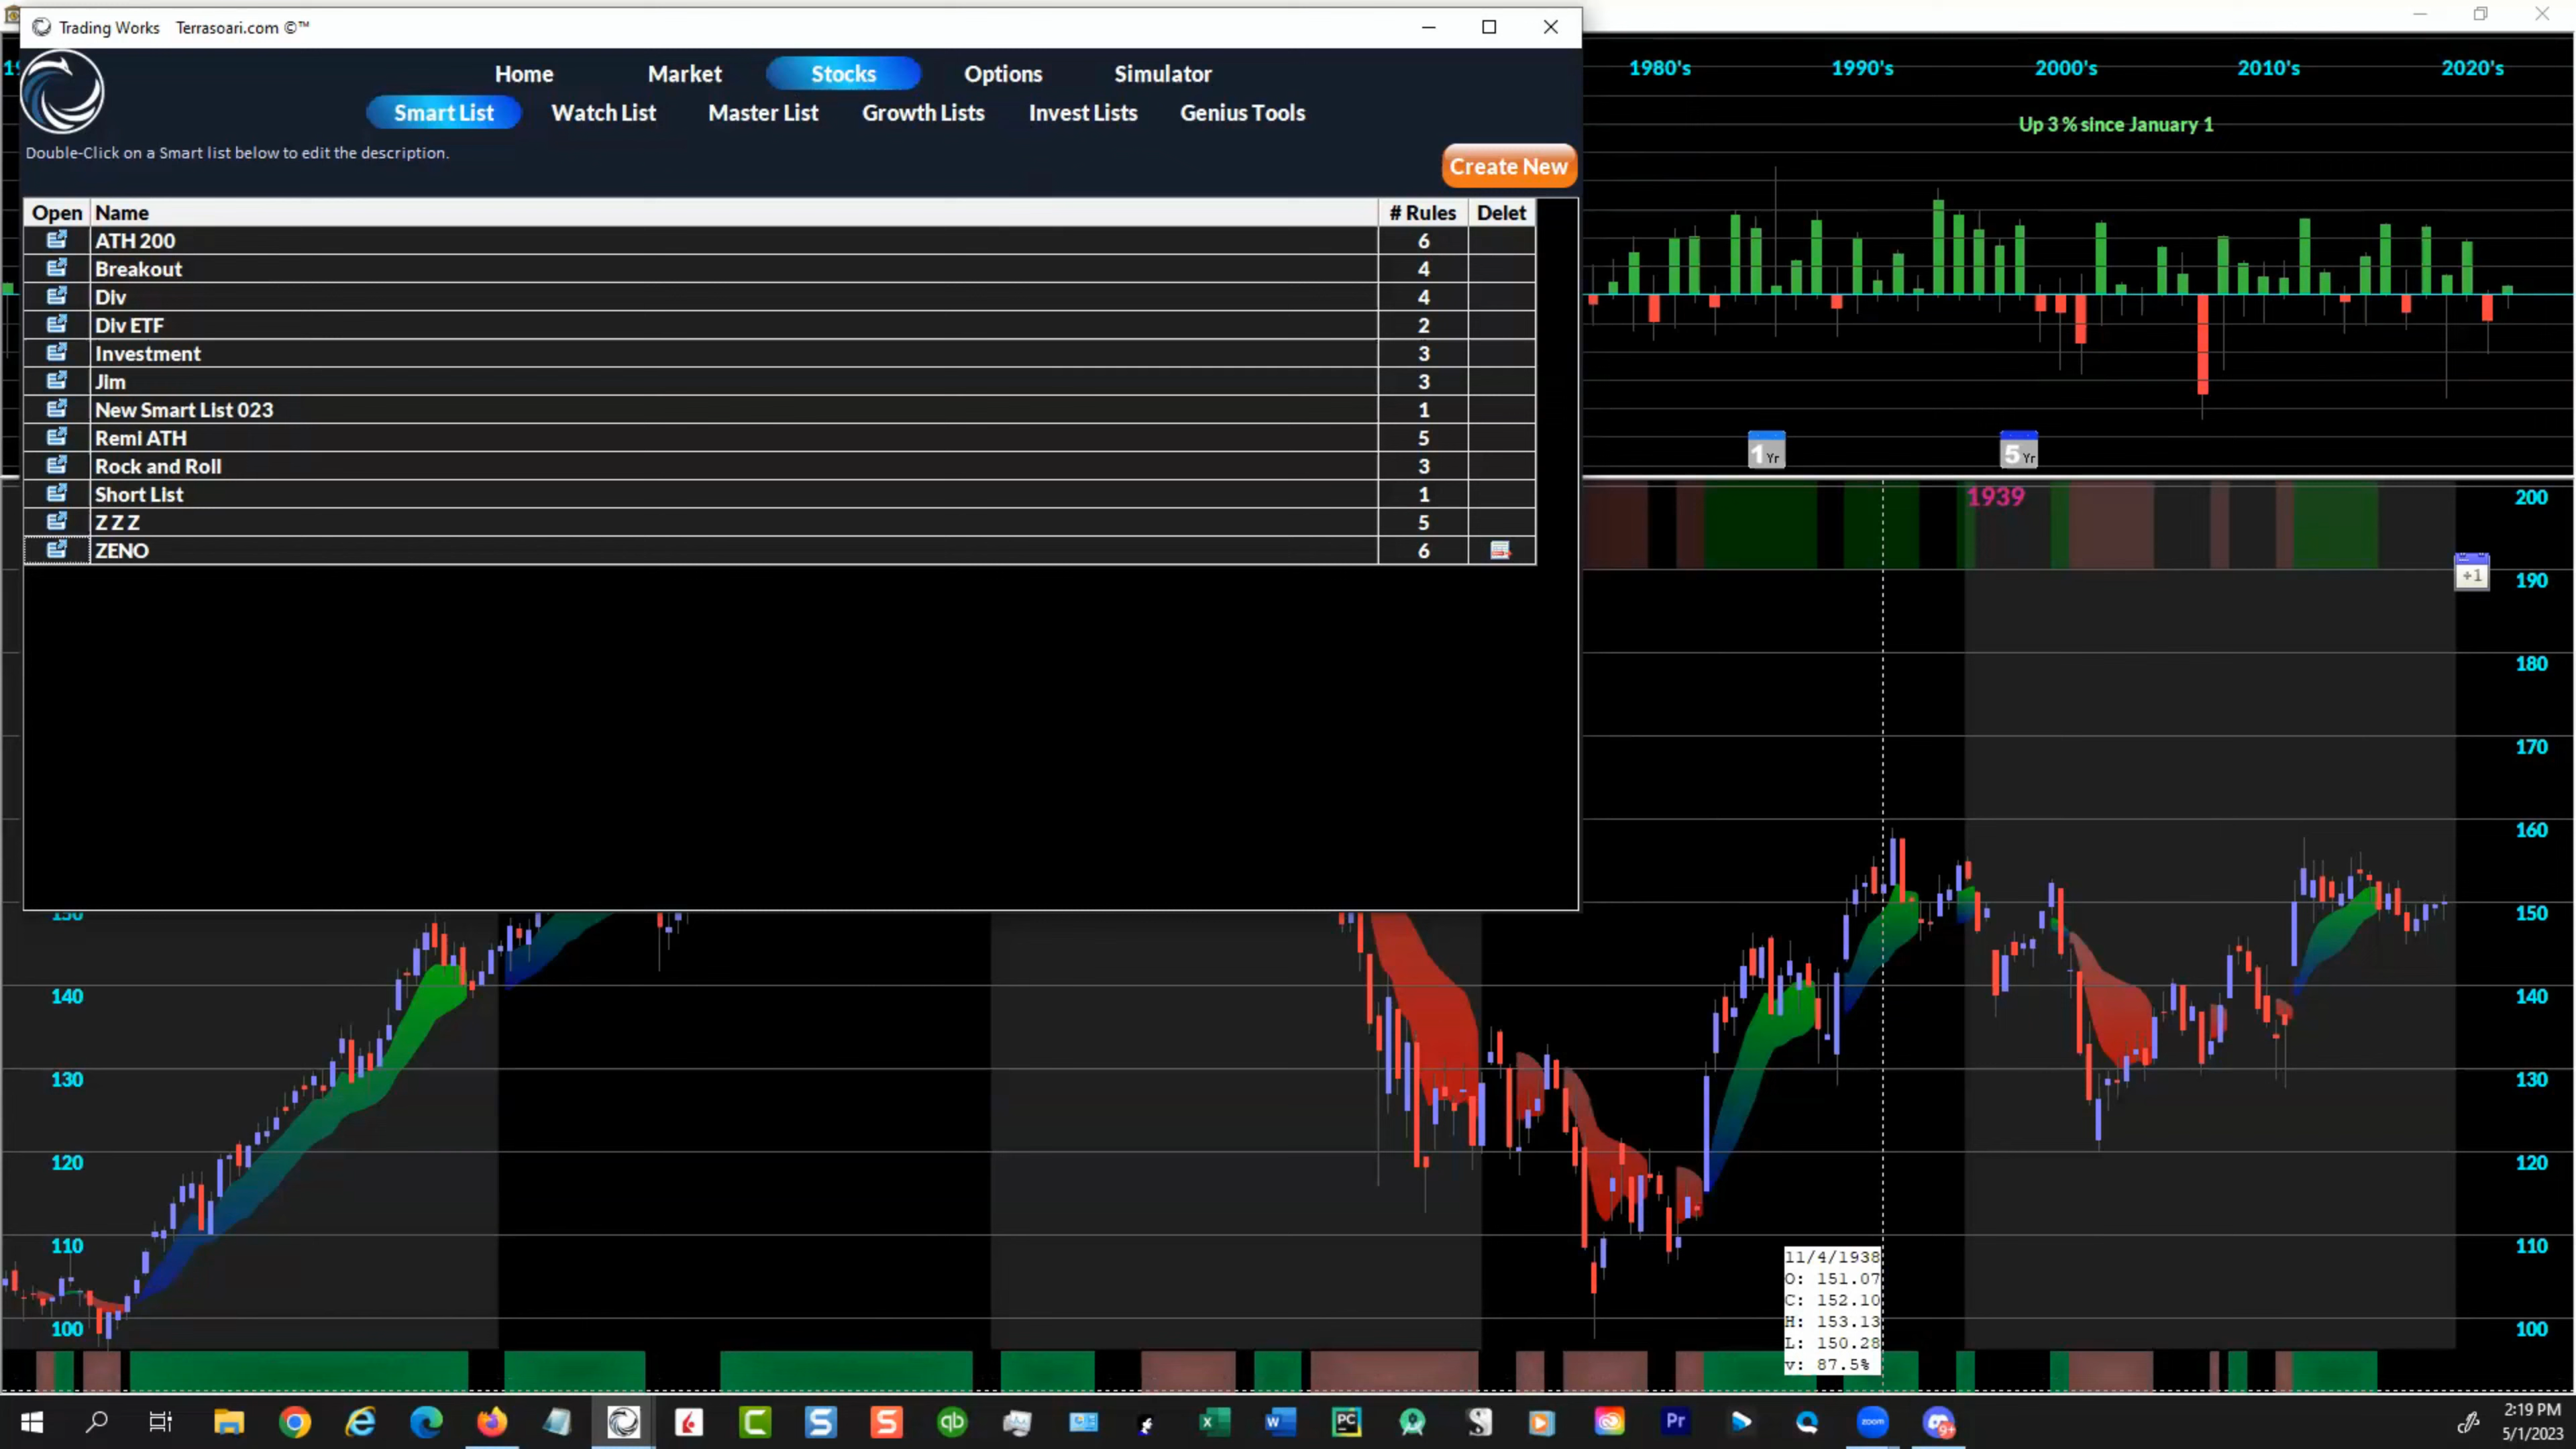 Trading Works Terrasoari.com ©™
Home Market Stocks Options Simulator
Smart List Watch List Master List Growth Lists Invest Lists Genius Tools
Double-Click on a Smart list below to edit the description.
Create New
Open Name # Rules Delet
ATH 200 6
Breakout 4
Div 4
Div ETF 2
Investment 3
Jim 3
New Smart List 023 1
Remi ATH 5
Rock and Roll 3
Short List 1
Z Z Z 5
ZENO 6
1980's 1990's 2000's 2010's 2020's
Up 3 % since January 1
1 Yr 5 Yr
1939
200
+1
190
180
170
160
150 150
140 140
130 130
120 120
110 110
100 100
11/4/1938
O: 151.07
C: 152.10
H: 153.13
L: 150.28
v: 87.5%
qb PC Pr zoom 9+
2:19 PM
5/1/2023